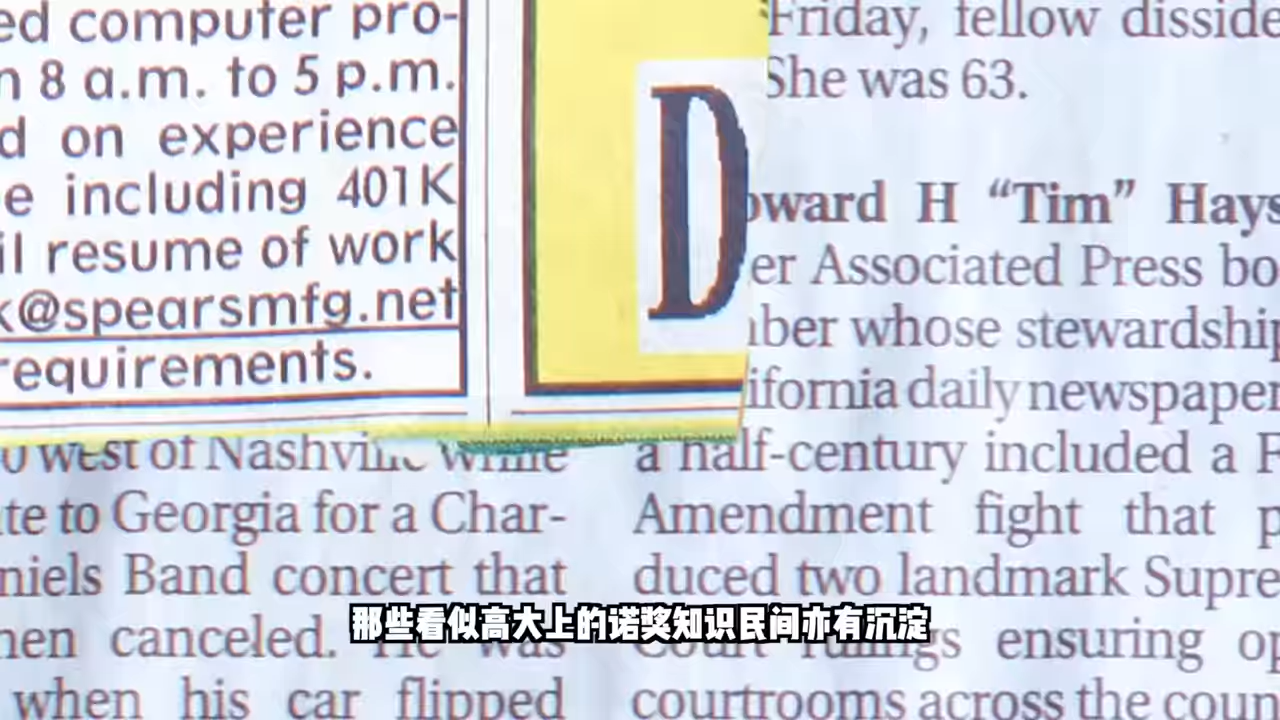 ed computer pro-
n 8 a.m. to 5 p.m.
d on experience
e including 401K
il resume of work
k@spearsmfg.net
requirements.
D
Friday, fellow disside
She was 63.
oward H “Tim” Hays
er Associated Press bo
ber whose stewardship
ifornia daily newspaper
a half-century included a F
Amendment fight that p
duced two landmark Supre
Court rulings ensuring op
courtrooms across the coun
0 west of Nashville while
te to Georgia for a Char-
niels Band concert that
hen canceled. He was
when his car flipped
那些看似高大上的诺奖知识民间亦有沉淀